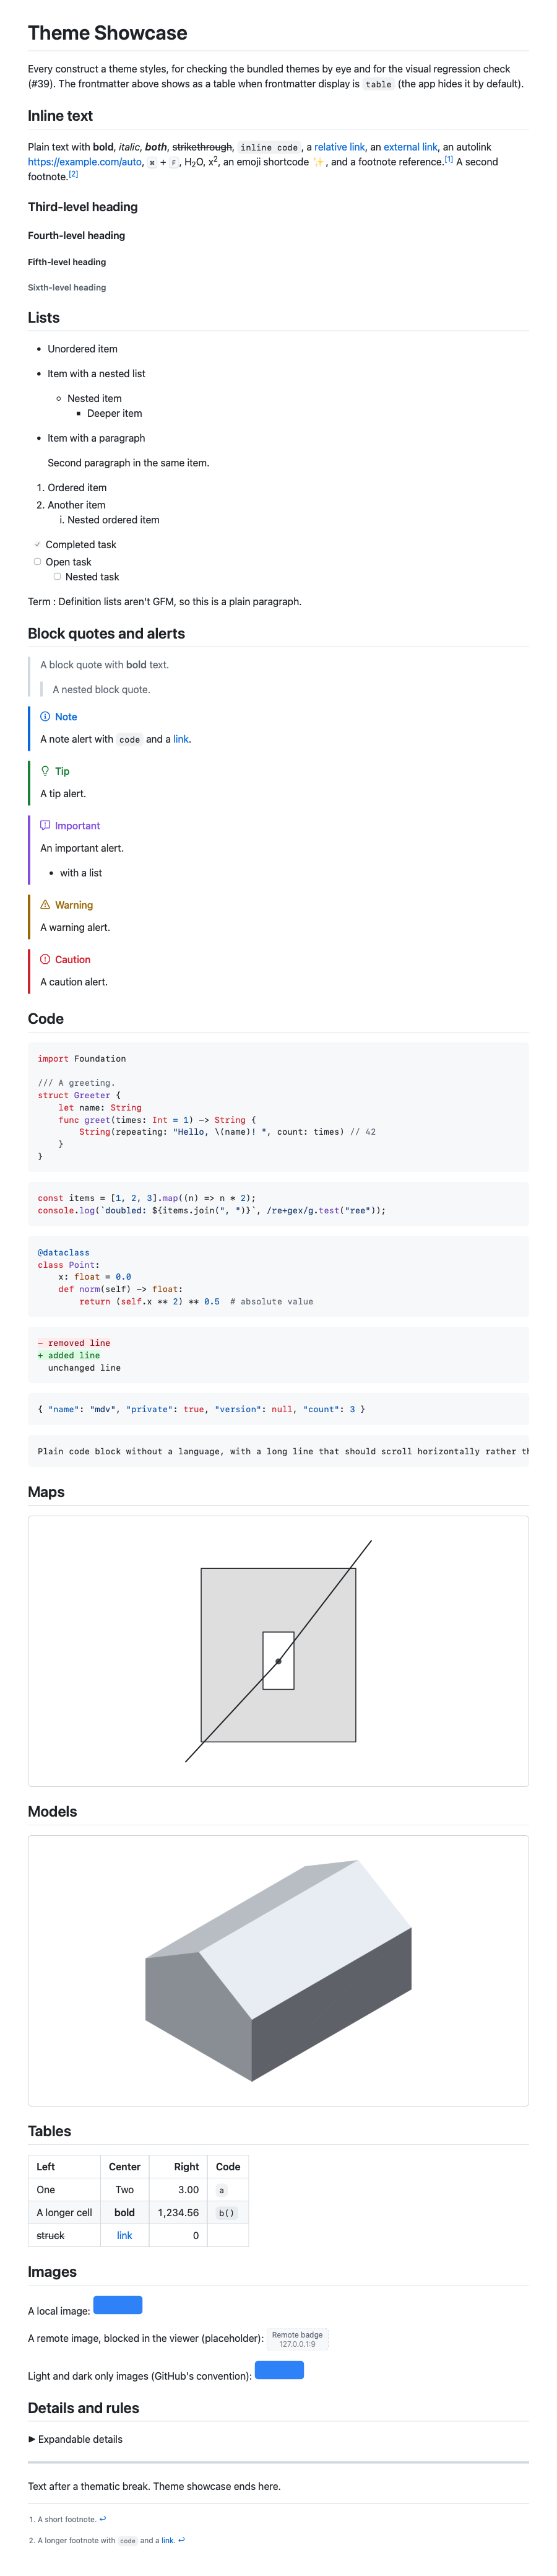 Theme Showcase
Every construct a theme styles, for checking the bundled themes by eye and for the visual regression check
(#39). The frontmatter above shows as a table when frontmatter display is table (the app hides it by default).
Inline text
Plain text with bold, italic, both, strikethrough, inline code, a relative link, an external link, an autolink
https://example.com/auto, ⌘ + F, H₂O, x², an emoji shortcode ✨, and a footnote reference.[1] A second
footnote.[2]
Third-level heading
Fourth-level heading
Fifth-level heading
Sixth-level heading
Lists
• Unordered item
• Item with a nested list
◦ Nested item
▪ Deeper item
• Item with a paragraph
Second paragraph in the same item.
1. Ordered item
2. Another item
i. Nested ordered item
Completed task
Open task
Nested task
Term : Definition lists aren't GFM, so this is a plain paragraph.
Block quotes and alerts
A block quote with bold text.
A nested block quote.
Note
A note alert with code and a link.
Tip
A tip alert.
Important
An important alert.
• with a list
Warning
A warning alert.
Caution
A caution alert.
Code
import Foundation
/// A greeting.
struct Greeter {
    let name: String
    func greet(times: Int = 1) -> String {
        String(repeating: "Hello, \(name)! ", count: times) // 42
    }
}
const items = [1, 2, 3].map((n) => n * 2);
console.log(`doubled: ${items.join(", ")}`, /re+gex/g.test("ree"));
@dataclass
class Point:
    x: float = 0.0
    def norm(self) -> float:
        return (self.x ** 2) ** 0.5  # absolute value
- removed line
+ added line
  unchanged line
{ "name": "mdv", "private": true, "version": null, "count": 3 }
Plain code block without a language, with a long line that should scroll horizontally rather th
Maps
Models
Tables
Left Center Right Code
One Two 3.00 a
A longer cell bold 1,234.56 b()
struck link 0
Images
A local image:
A remote image, blocked in the viewer (placeholder): Remote badge
127.0.0.1:9
Light and dark only images (GitHub's convention):
Details and rules
▶ Expandable details
Text after a thematic break. Theme showcase ends here.
1. A short footnote. ↩
2. A longer footnote with code and a link. ↩